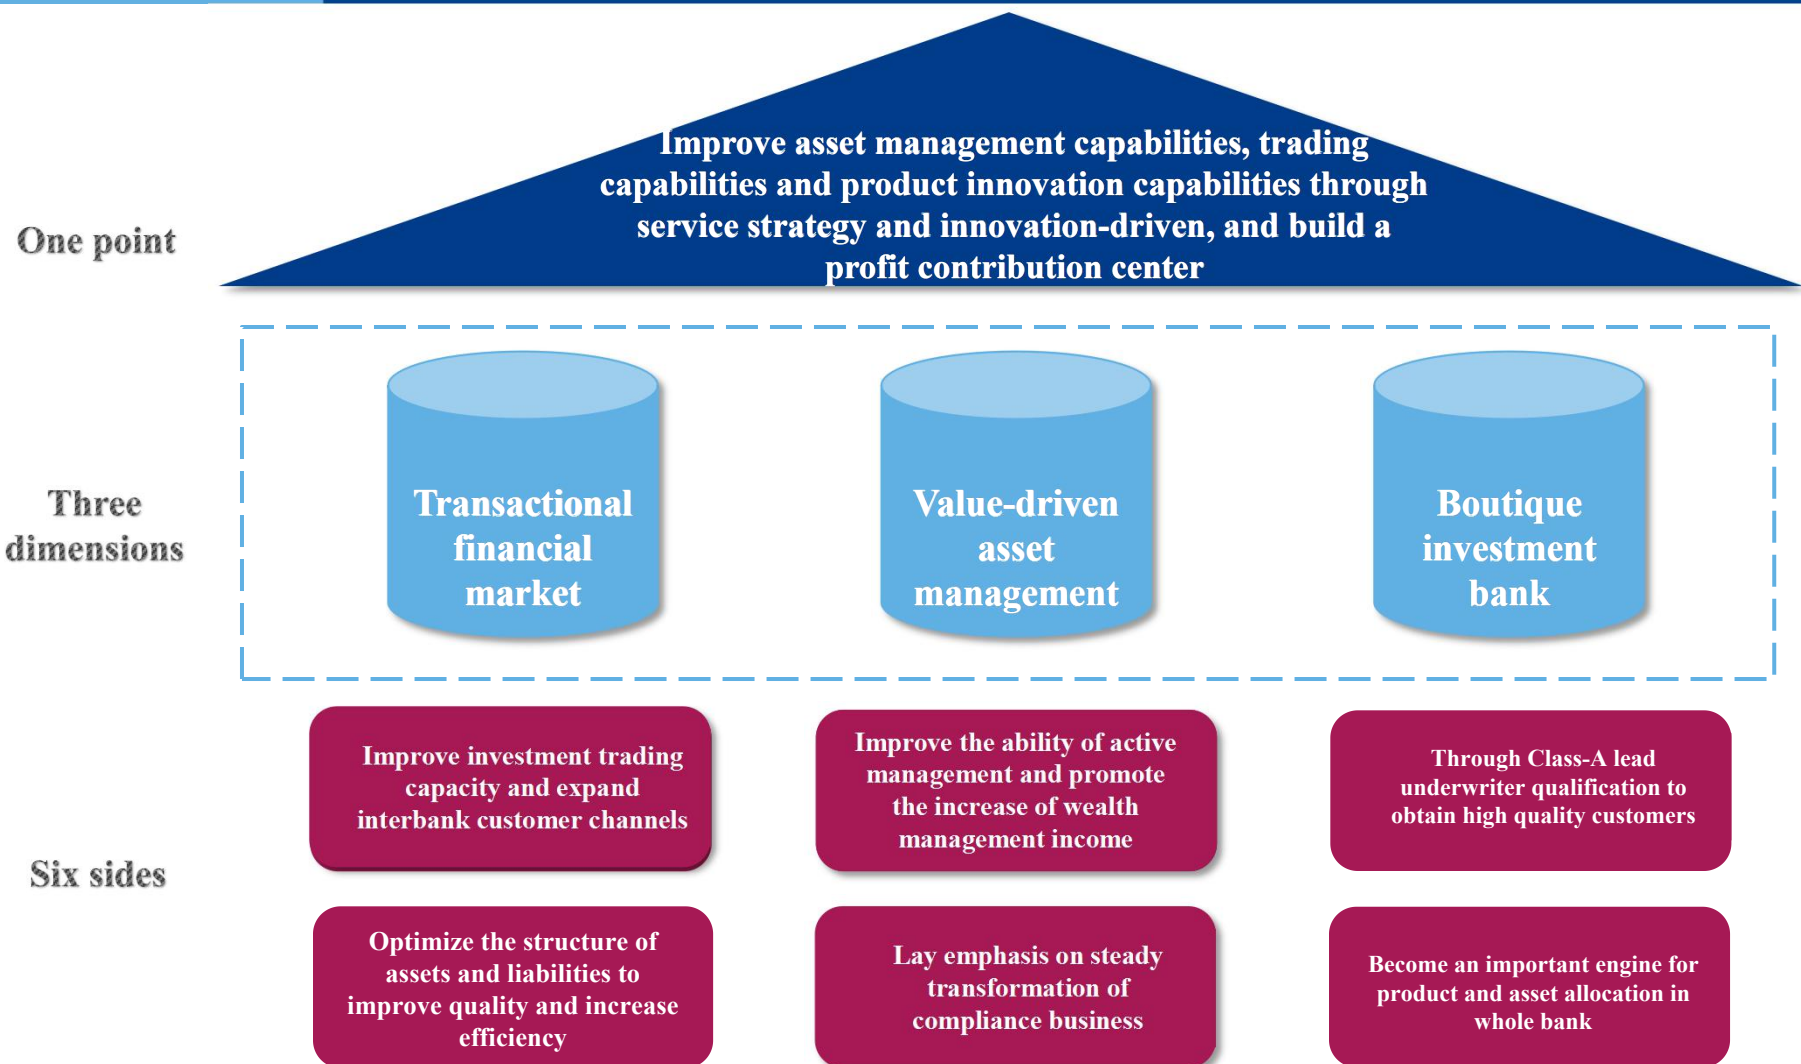 One point
Improve asset management capabilities, trading
capabilities and product innovation capabilities through
service strategy and innovation-driven, and build a
profit contribution center
Three
dimensions
Transactional
financial
market
Value-driven
asset
management
Boutique
investment
bank
Six sides
Improve investment trading
capacity and expand
interbank customer channels
Improve the ability of active
management and promote
the increase of wealth
management income
Through Class-A lead
underwriter qualification to
obtain high quality customers
Optimize the structure of
assets and liabilities to
improve quality and increase
efficiency
Lay emphasis on steady
transformation of
compliance business
Become an important engine for
product and asset allocation in
whole bank